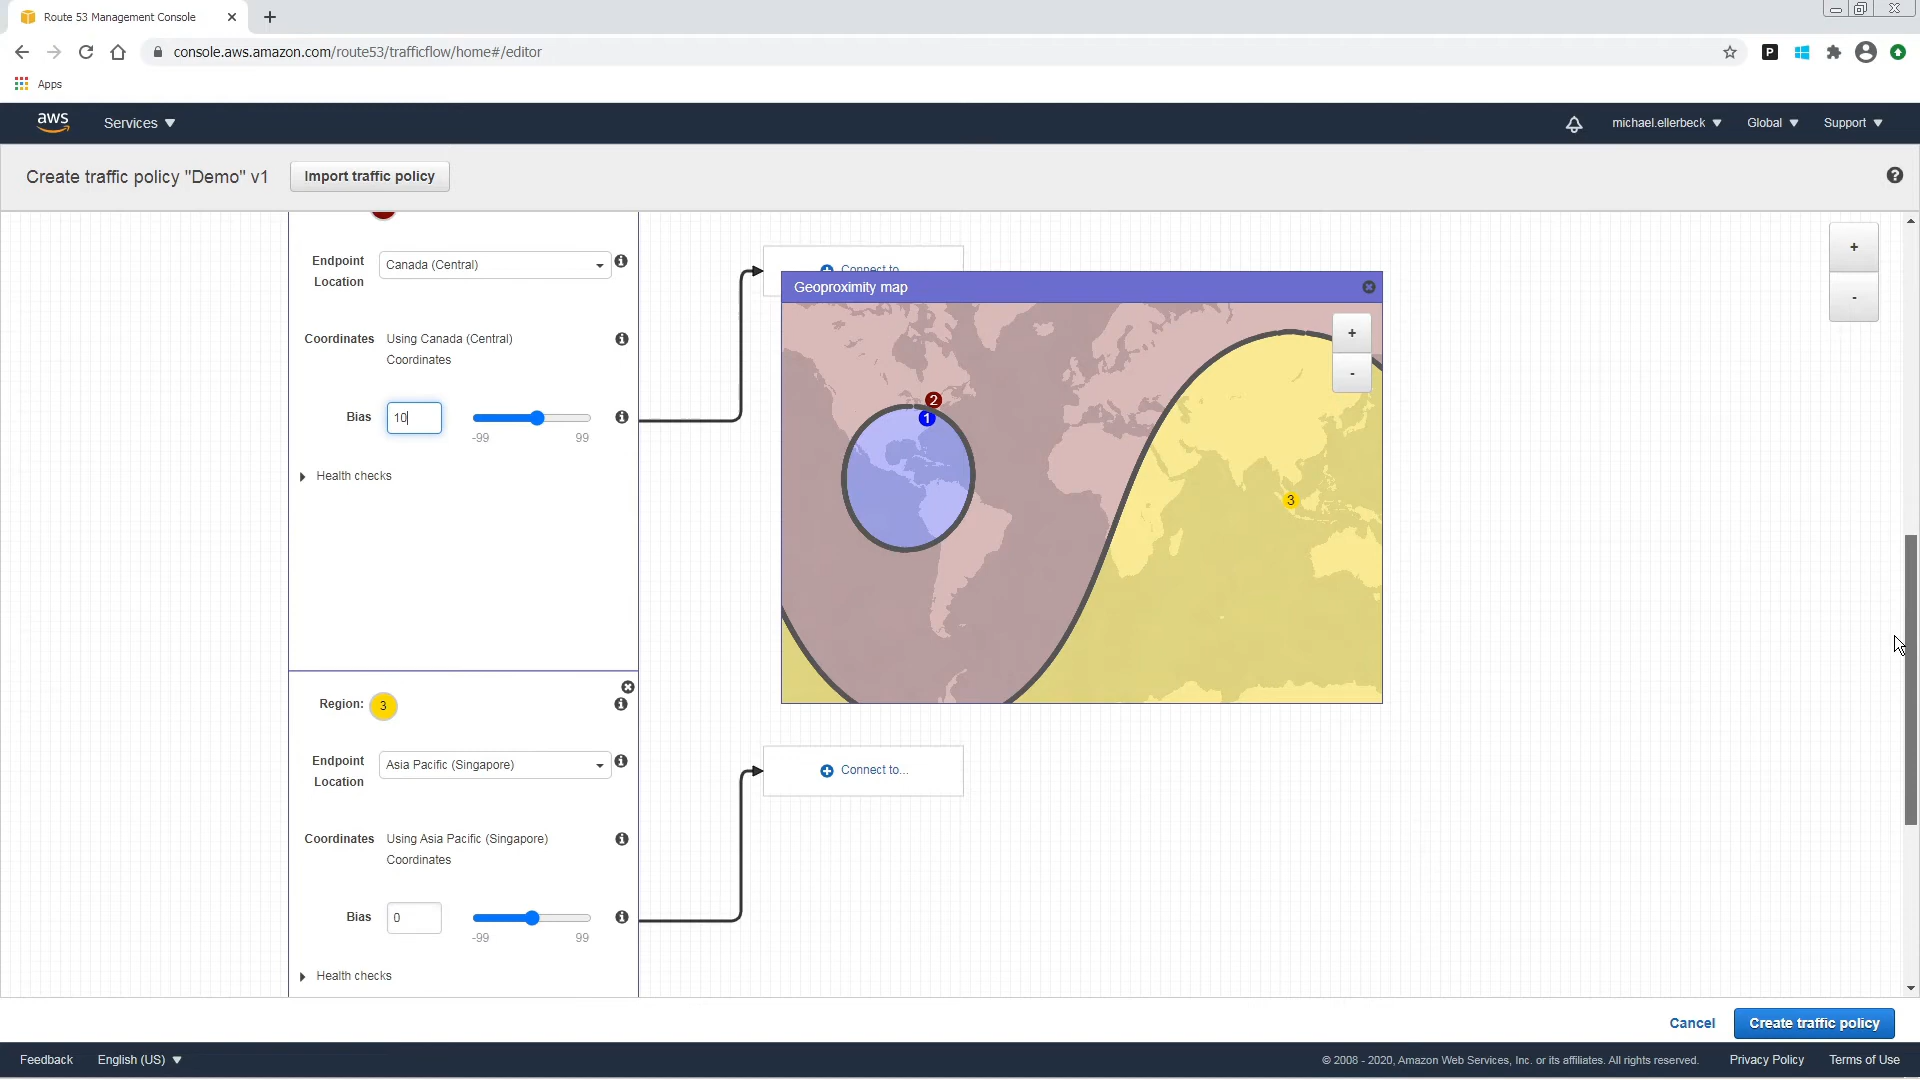 Route 53 Management Console
console.aws.amazon.com/route53/trafficflow/home#/editor
P
Apps
aws
Services
michael.ellerbeck
Global
Support
Create traffic policy "Demo" v1
Import traffic policy
?
Endpoint Location
Canada (Central)
Coordinates
Using Canada (Central)
Coordinates
Bias
10
-99
99
Health checks
Connect to
Geoproximity map
+
-
2
1
3
+
-
Region:
3
Endpoint Location
Asia Pacific (Singapore)
Coordinates
Using Asia Pacific (Singapore)
Coordinates
Bias
0
-99
99
Health checks
Connect to...
Cancel
Create traffic policy
Feedback
English (US)
© 2008 - 2020, Amazon Web Services, Inc. or its affiliates. All rights reserved.
Privacy Policy
Terms of Use